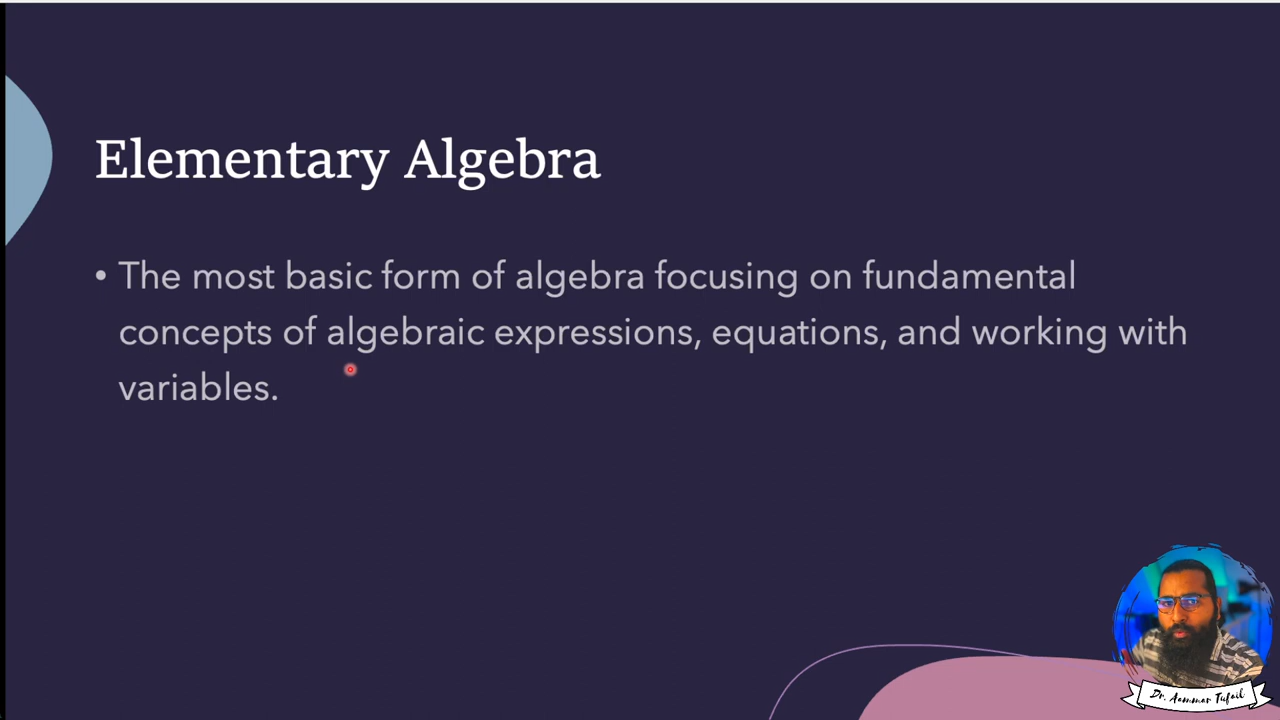 Elementary Algebra
• The most basic form of algebra focusing on fundamental
concepts of algebraic expressions, equations, and working with
variables.
Dr. Aammar Tufail